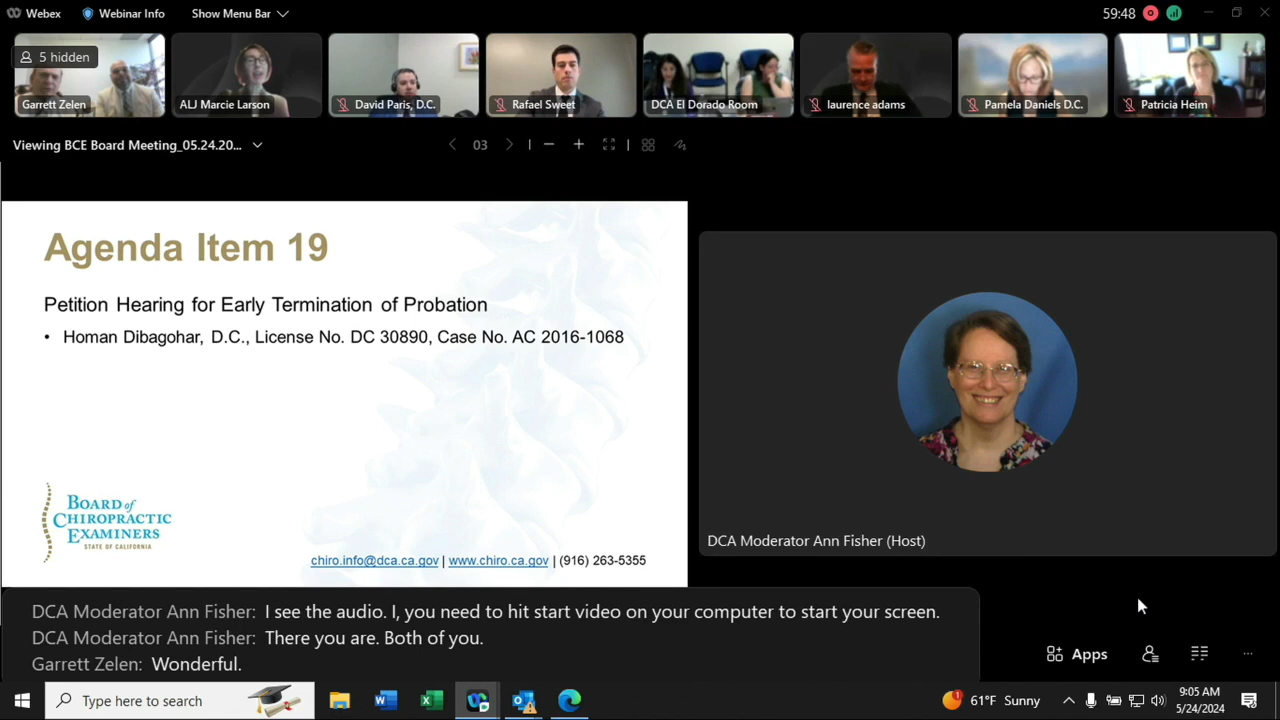 Webex
Webinar Info
Show Menu Bar
59:48
5 hidden
Garrett Zelen
ALJ Marcie Larson
David Paris, D.C.
Rafael Sweet
DCA El Dorado Room
laurence adams
Pamela Daniels D.C.
Patricia Heim
Viewing BCE Board Meeting_05.24.20...
03
Agenda Item 19
Petition Hearing for Early Termination of Probation
• Homan Dibagohar, D.C., License No. DC 30890, Case No. AC 2016-1068
BOARD of
CHIROPRACTIC
EXAMINERS
STATE OF CALIFORNIA
chiro.info@dca.ca.gov | www.chiro.ca.gov | (916) 263-5355
DCA Moderator Ann Fisher (Host)
DCA Moderator Ann Fisher: I see the audio. I, you need to hit start video on your computer to start your screen.
DCA Moderator Ann Fisher: There you are. Both of you.
Garrett Zelen: Wonderful.
Apps
Type here to search
1
61°F Sunny
9:05 AM
5/24/2024